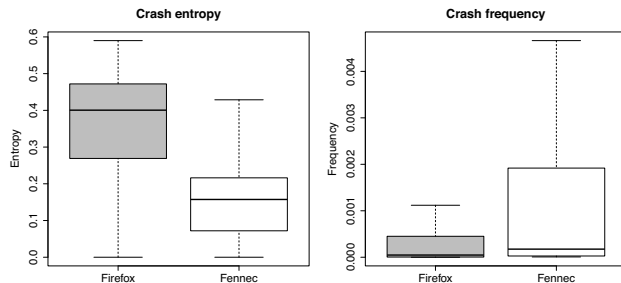 Crash entropy
Entropy
0.6
0.5
0.4
0.3
0.2
0.1
0.0
Firefox
Fennec
Crash frequency
Frequency
0.004
0.003
0.002
0.001
0.000
Firefox
Fennec